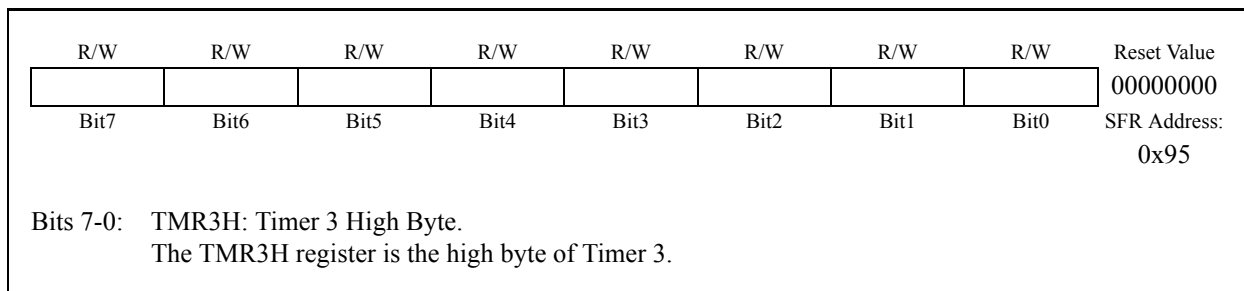 R/W R/W R/W R/W R/W R/W R/W R/W Reset Value
00000000
Bit7 Bit6 Bit5 Bit4 Bit3 Bit2 Bit1 Bit0 SFR Address:
0x95
Bits 7-0: TMR3H: Timer 3 High Byte.
The TMR3H register is the high byte of Timer 3.